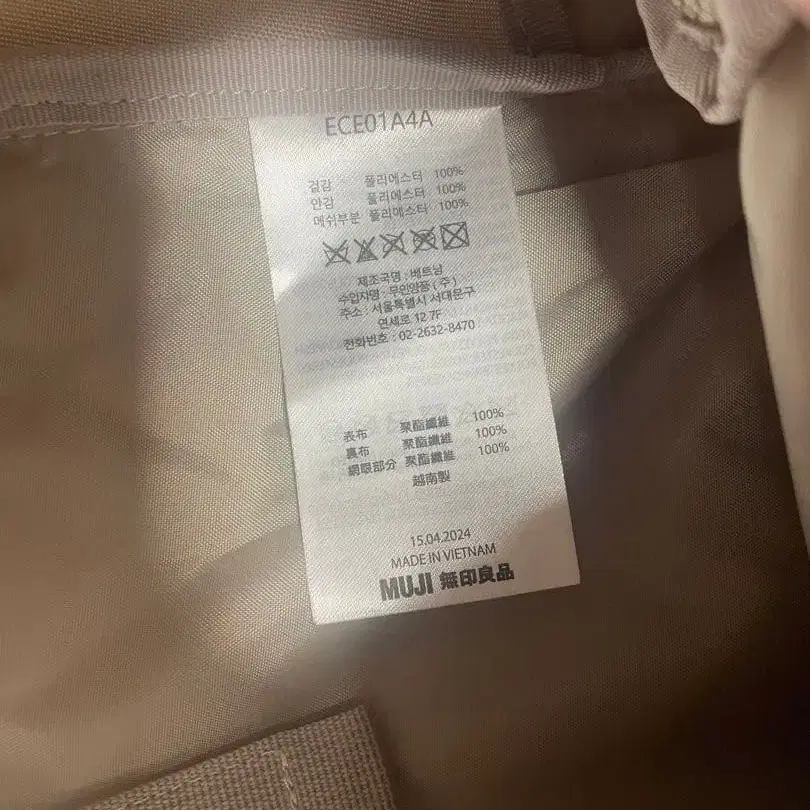 ECE01A4A
겉감 폴리에스터 100%
안감 폴리에스터 100%
메쉬부분 폴리에스터 100%
제조국명 : 베트남
수입자명 : 무인양품 (주)
주소 : 서울특별시 서대문구
연세로 12 7F
전화번호 : 02-2632-8470
表布 聚酯纖維 100%
裏布 聚酯纖維 100%
網眼部分 聚酯纖維 100%
越南製
15.04.2024
MADE IN VIETNAM
MUJI 無印良品